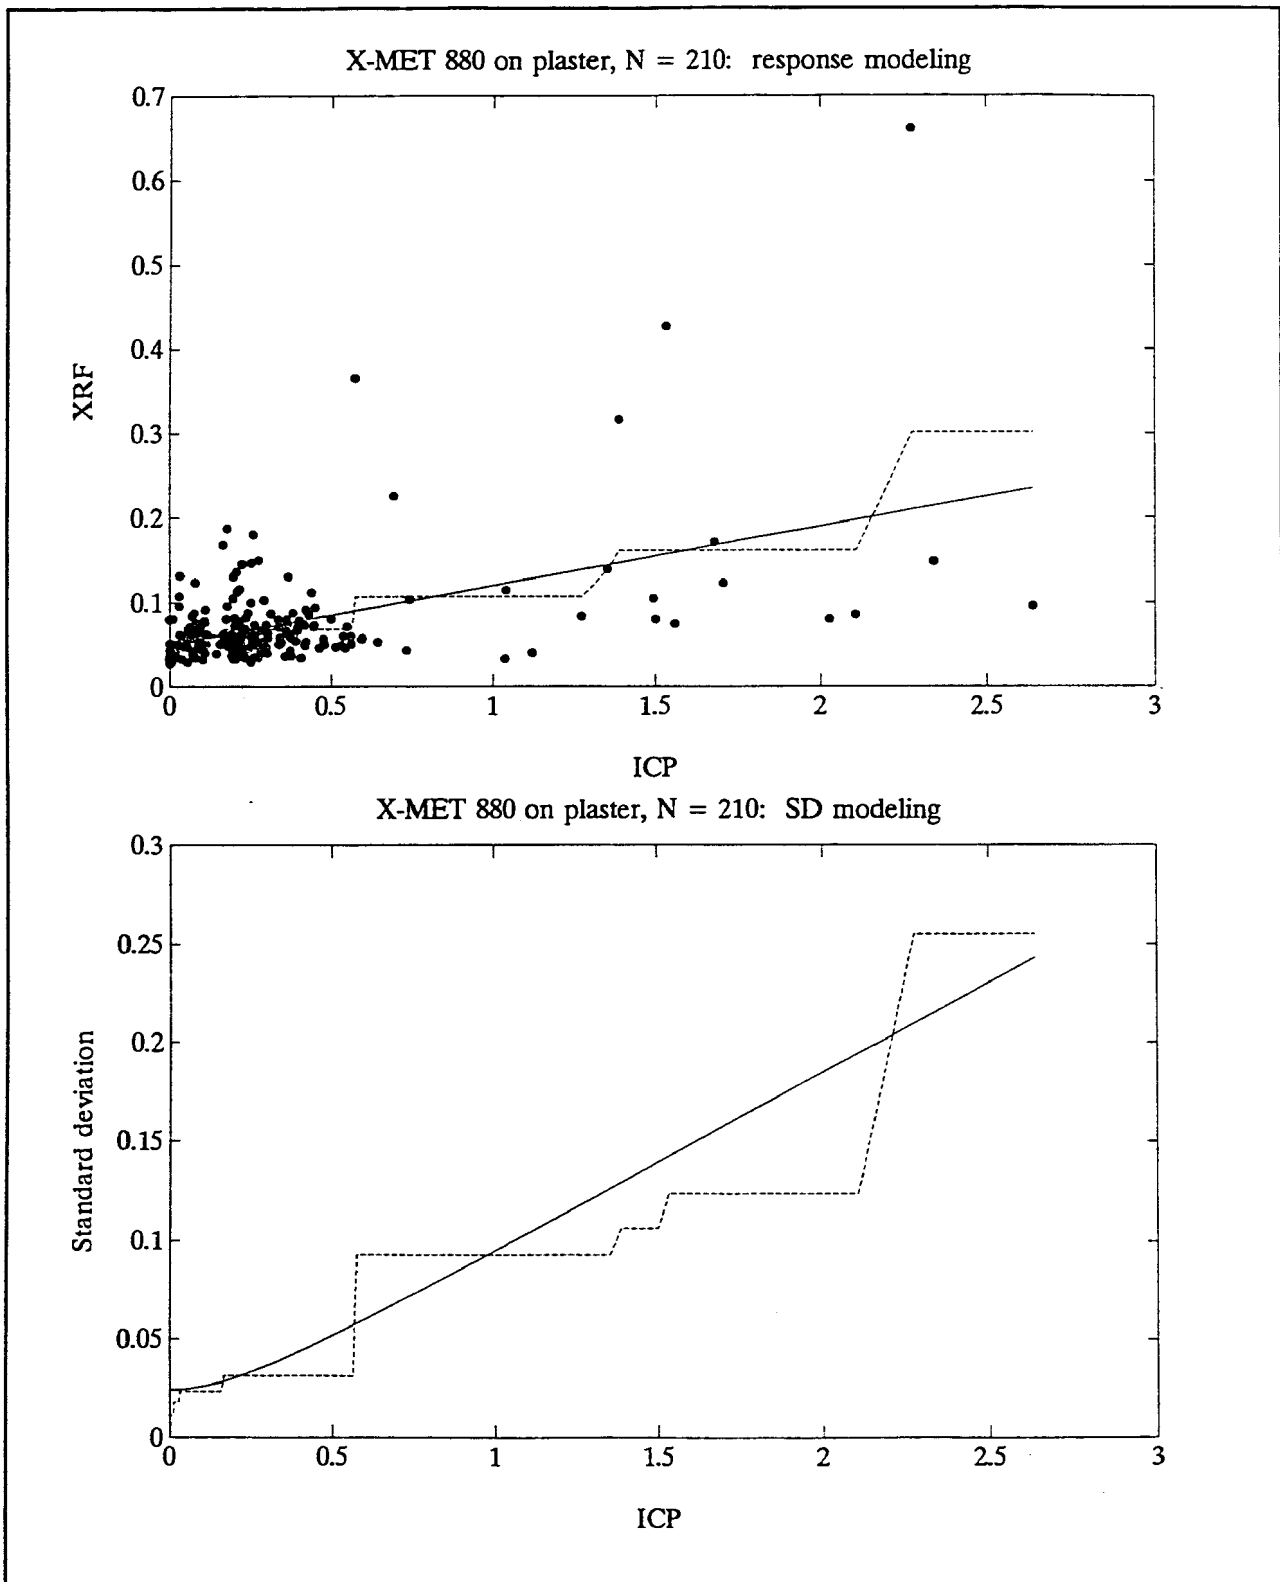 X-MET 880 on plaster, N = 210: response modeling
0.7
0.6
0.5
0.4
0.3
0.2
0.1
0
XRF
0 0.5 1 1.5 2 2.5 3
ICP
X-MET 880 on plaster, N = 210: SD modeling
0.3
0.25
0.2
0.15
0.1
0.05
0
Standard deviation
0 0.5 1 1.5 2 2.5 3
ICP